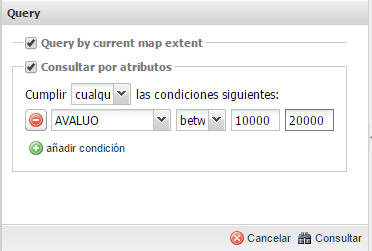 Query
Query by current map extent
Consultar por atributos
Cumplir cualqu las condiciones siguientes:
AVALUO betw 10000 20000
añadir condición
Cancelar Consultar